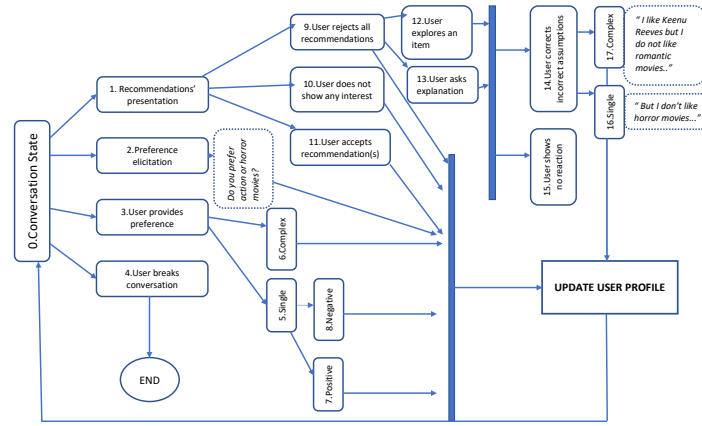 0.Conversation State
1. Recommendations'
presentation
2.Preference
elicitation
3.User provides
preference
4.User breaks
conversation
END
Do you prefer
action or horror
movies?
9.User rejects all
recommendations
10.User does not
show any interest
11.User accepts
recommendation(s)
6.Complex
5.Single
8.Negative
7.Positive
12.User
explores an
item
13.User asks
explanation
14.User corrects
incorrect assumptions
15.User shows
no reaction
17.Complex
16.Single
“ I like Keenu
Reeves but I
do not like
romantic
movies..”
“ But I don’t like
horror movies...”
UPDATE USER PROFILE